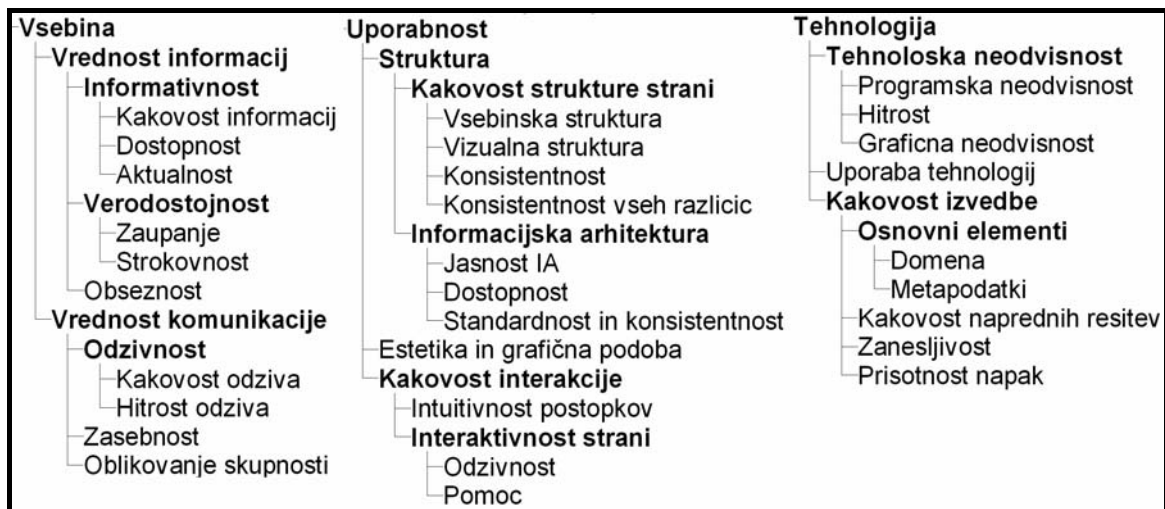 Vsebina
Vrednost informacij
Informativnost
Kakovost informacij
Dostopnost
Aktualnost
Verodostojnost
Zaupanje
Strokovnost
Obseznost
Vrednost komunikacije
Odzivnost
Kakovost odziva
Hitrost odziva
Zasebnost
Oblikovanje skupnosti
Uporabnost
Struktura
Kakovost strukture strani
Vsebinska struktura
Vizualna struktura
Konsistentnost
Konsistentnost vseh razlicic
Informacijska arhitektura
Jasnost IA
Dostopnost
Standardnost in konsistentnost
Estetika in grafična podoba
Kakovost interakcije
Intuitivnost postopkov
Interaktivnost strani
Odzivnost
Pomoc
Tehnologija
Tehnoloska neodvisnost
Programska neodvisnost
Hitrost
Graficna neodvisnost
Uporaba tehnologij
Kakovost izvedbe
Osnovni elementi
Domena
Metapodatki
Kakovost naprednih resitev
Zanesljivost
Prisotnost napak